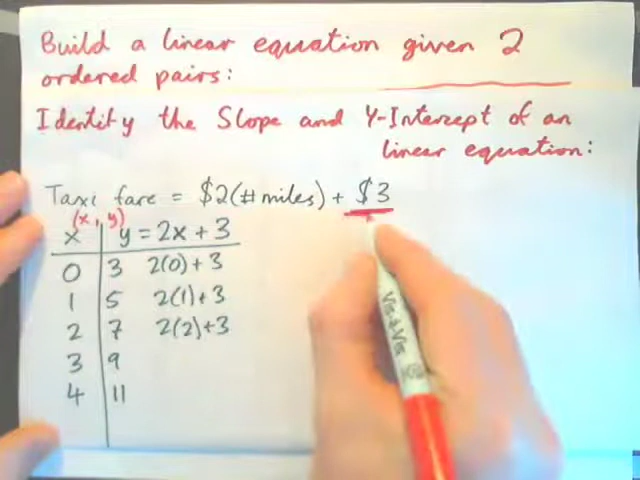 Build a linear equation given 2
ordered pairs:
Identify the Slope and Y-Intercept of an
linear equation:
Taxi fare = $2(# miles) + $3
(x, y)
x y = 2x + 3
0 3 2(0)+3
1 5 2(1)+3
2 7 2(2)+3
3 9
4 11
Vis-à-Vis